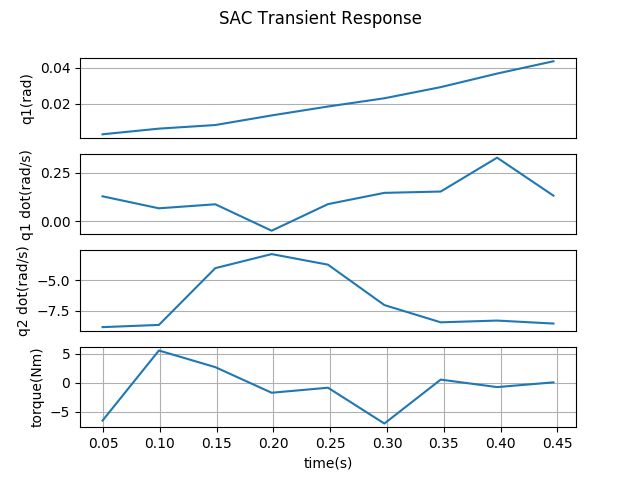 SAC Transient Response
q1(rad)
0.04
0.02
q1 dot(rad/s)
0.25
0.00
q2 dot(rad/s)
−5.0
−7.5
torque(Nm)
5
0
−5
0.05 0.10 0.15 0.20 0.25 0.30 0.35 0.40 0.45
time(s)